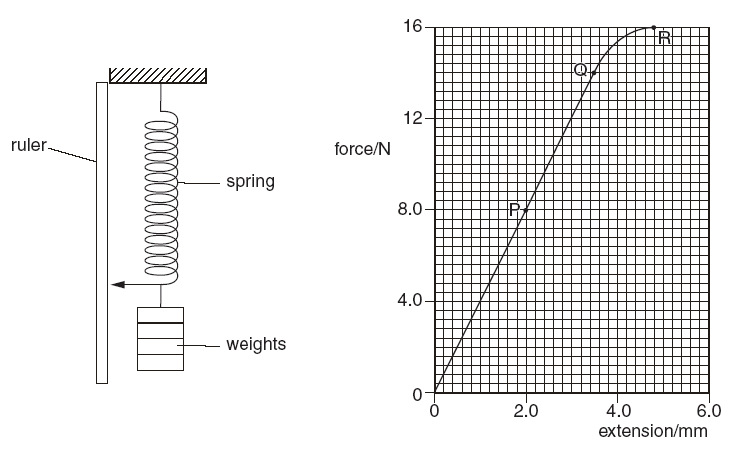 ruler
spring
weights
16
12
force/N
8.0
4.0
0
0 2.0 4.0 6.0
extension/mm
P
Q
R